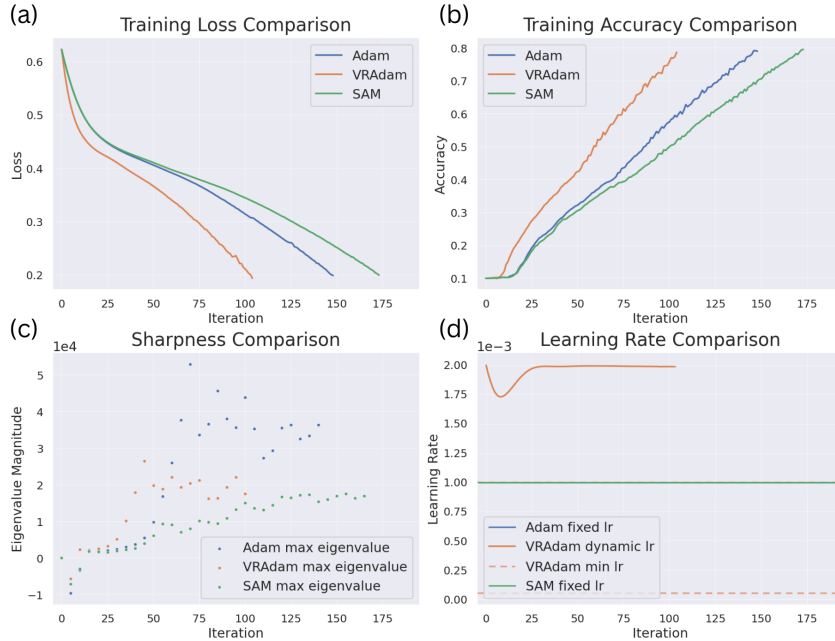 (a)
Training Loss Comparison
0.6
0.5
0.4
0.3
0.2
Loss
Adam
VRAdam
SAM
0 25 50 75 100 125 150 175
Iteration
(b)
Training Accuracy Comparison
0.8
0.7
0.6
0.5
0.4
0.3
0.2
0.1
Accuracy
Adam
VRAdam
SAM
0 25 50 75 100 125 150 175
Iteration
(c)
Sharpness Comparison
1e4
5
4
3
2
1
0
−1
Eigenvalue Magnitude
Adam max eigenvalue
VRAdam max eigenvalue
SAM max eigenvalue
0 25 50 75 100 125 150 175
Iteration
(d)
Learning Rate Comparison
1e−3
2.00
1.75
1.50
1.25
1.00
0.75
0.50
0.25
0.00
Learning Rate
Adam fixed lr
VRAdam dynamic lr
VRAdam min lr
SAM fixed lr
0 25 50 75 100 125 150 175
Iteration